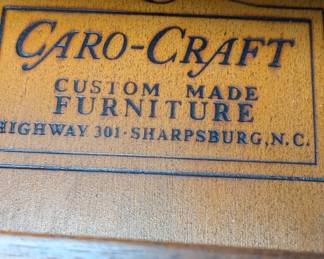 CARO-CRAFT
CUSTOM MADE
FURNITURE
HIGHWAY 301·SHARPSBURG, N.C.